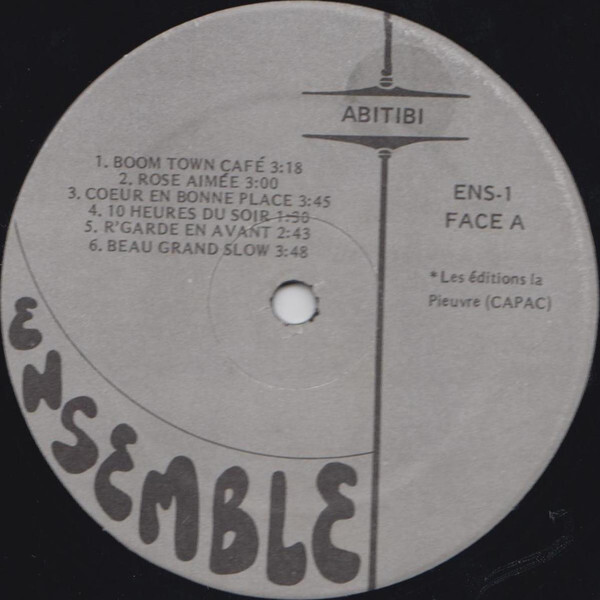 ABITIBI
1. BOOM TOWN CAFÉ 3:18
2. ROSE AIMÉE 3:00
3. COEUR EN BONNE PLACE 3:45
4. 10 HEURES DU SOIR 1:30
5. R'GARDE EN AVANT 2:43
6. BEAU GRAND SLOW 3:48
ENS-1
FACE A
*Les éditions la
Pieuvre (CAPAC)
ENSEMBLE